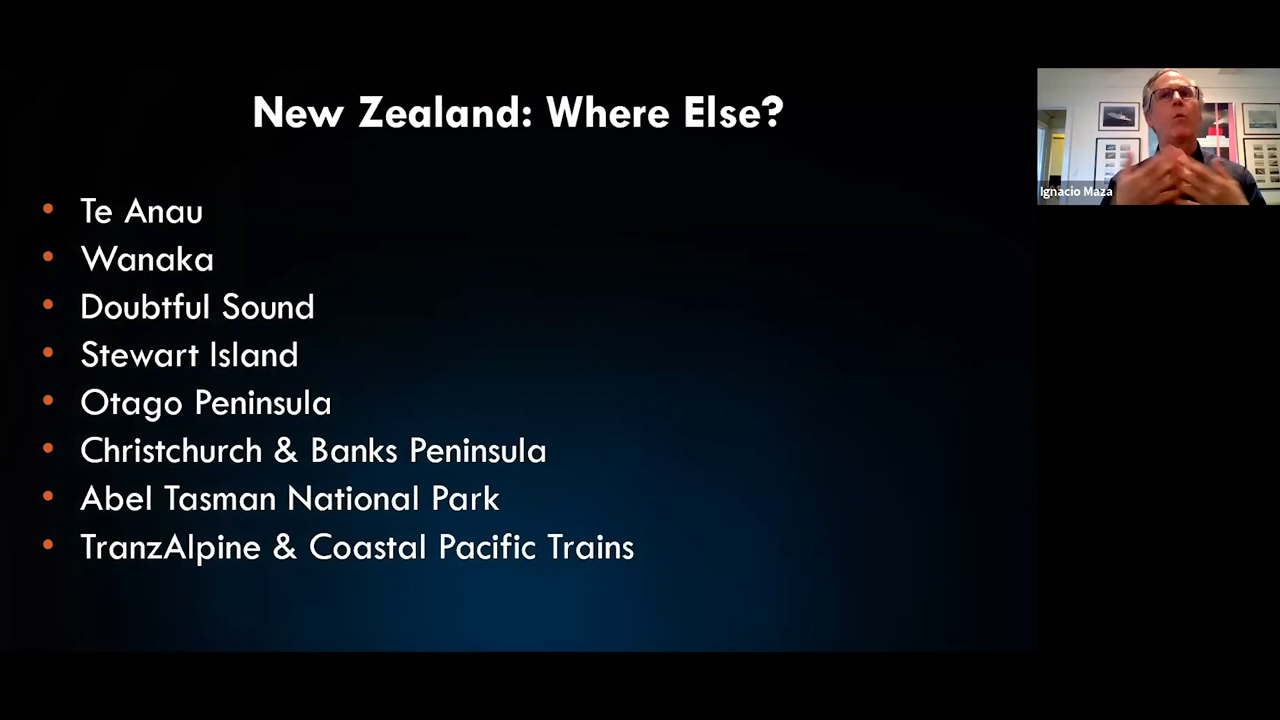 New Zealand: Where Else?
• Te Anau
• Wanaka
• Doubtful Sound
• Stewart Island
• Otago Peninsula
• Christchurch & Banks Peninsula
• Abel Tasman National Park
• TranzAlpine & Coastal Pacific Trains
Ignacio Maza